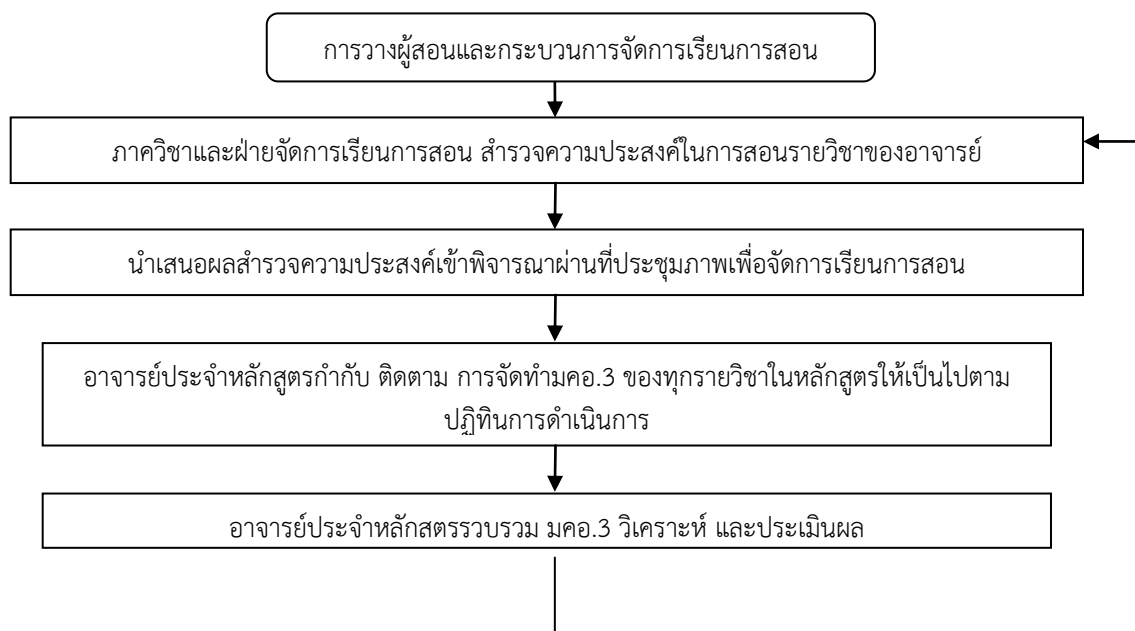 การวางผู้สอนและกระบวนการจัดการเรียนการสอน
ภาควิชาและฝ่ายจัดการเรียนการสอน สำรวจความประสงค์ในการสอนรายวิชาของอาจารย์
นำเสนอผลสำรวจความประสงค์เข้าพิจารณาผ่านที่ประชุมภาพเพื่อจัดการเรียนการสอน
อาจารย์ประจำหลักสูตรกำกับ ติดตาม การจัดทำมคอ.3 ของทุกรายวิชาในหลักสูตรให้เป็นไปตาม
ปฏิทินการดำเนินการ
อาจารย์ประจำหลักสตรรวบรวม มคอ.3 วิเคราะห์ และประเมินผล